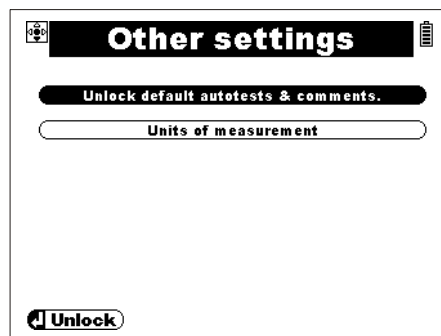 Other settings
Unlock default autotests & comments.
Units of measurement
Unlock